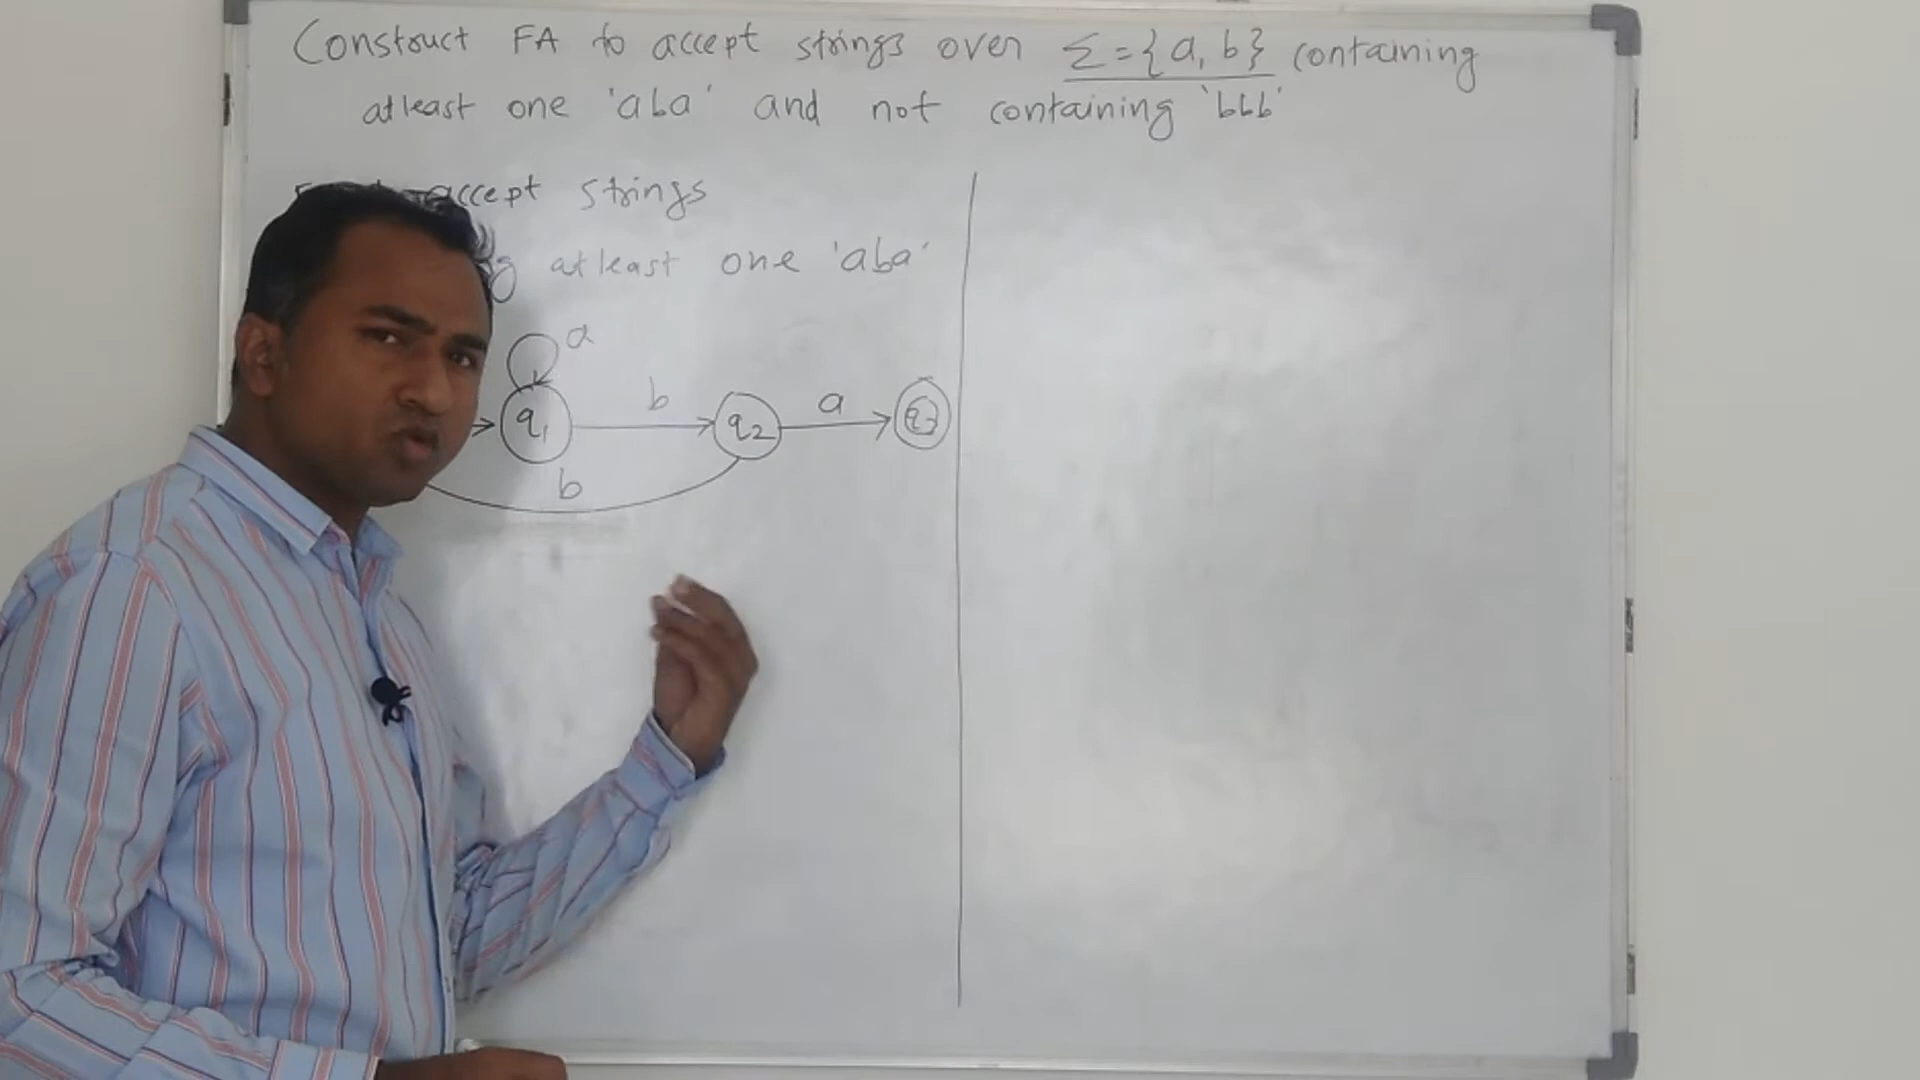 Construct FA to accept strings over Σ={a, b} containing
atleast one 'aba' and not containing 'bbb'
accept strings
atleast one 'aba'
a
b
a
q1
q2
q3
b